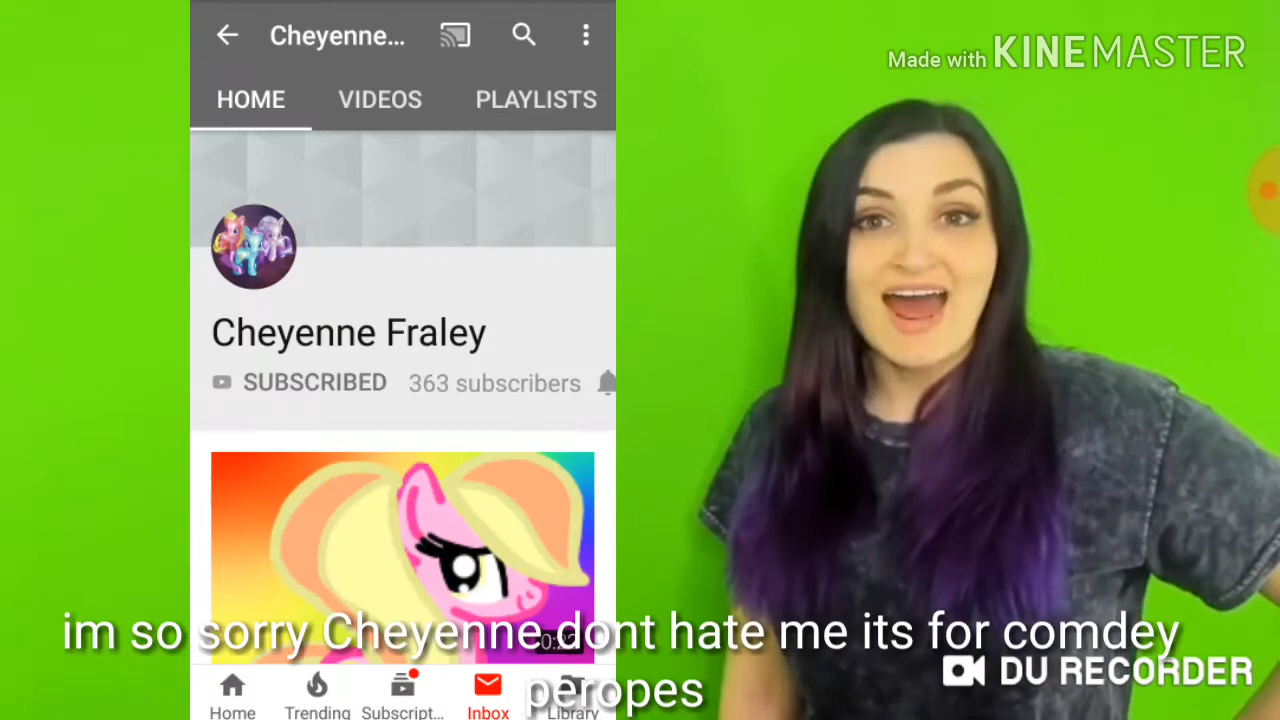 Cheyenne...
Made with KINEMASTER
HOME VIDEOS PLAYLISTS
Cheyenne Fraley
SUBSCRIBED 363 subscribers
im so sorry Cheyenne dont hate me its for comdey
peropes
DU RECORDER
Home Trending Subscript... Inbox Library